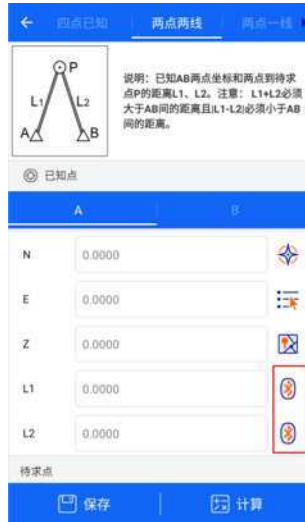 四点已知 两点两线 两点一线
P
L1 L2
A B
说明：已知AB两点坐标和两点到待求
点P的距离L1、L2。注意： L1+L2必须
大于AB间的距离且|L1-L2|必须小于AB
间的距离。
已知点
A B
N 0.0000
E 0.0000
Z 0.0000
L1 0.0000
L2 0.0000
待求点
保存 计算